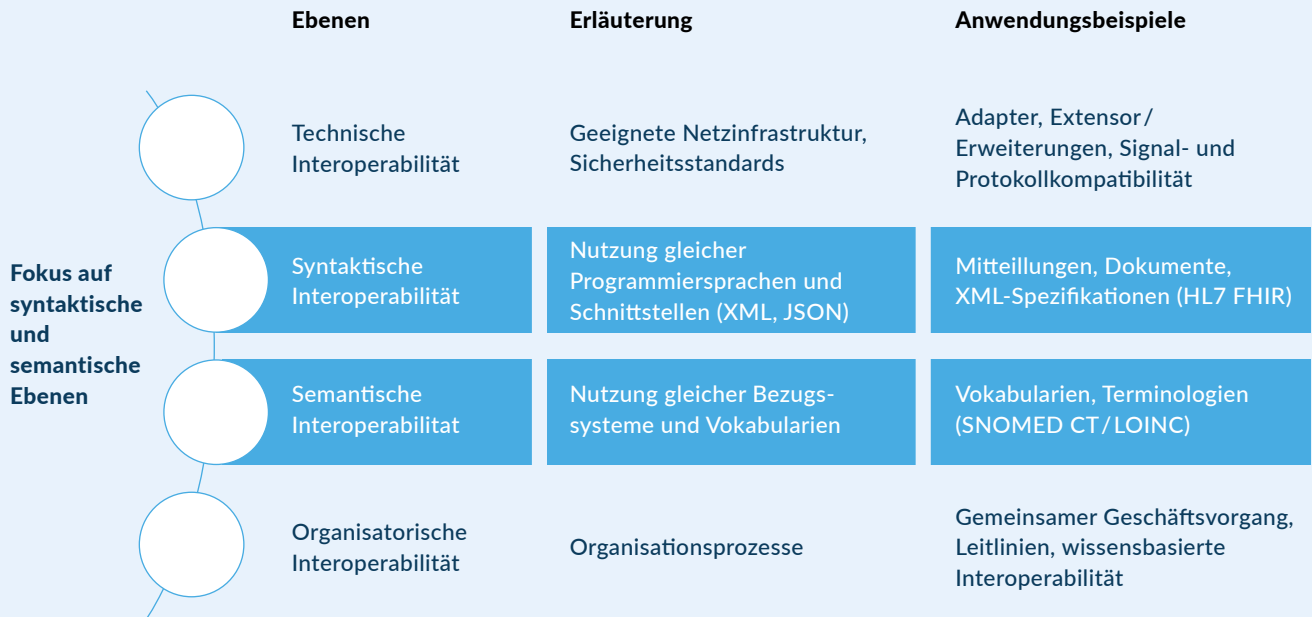 Ebenen
Erläuterung
Anwendungsbeispiele
Fokus auf
syntaktische
und
semantische
Ebenen
Technische
Interoperabilität
Geeignete Netzinfrastruktur,
Sicherheitsstandards
Adapter, Extensor/
Erweiterungen, Signal- und
Protokollkompatibilität
Syntaktische
Interoperabilität
Nutzung gleicher
Programmiersprachen und
Schnittstellen (XML, JSON)
Mitteillungen, Dokumente,
XML-Spezifikationen (HL7 FHIR)
Semantische
Interoperabilitat
Nutzung gleicher Bezugs-
systeme und Vokabularien
Vokabularien, Terminologien
(SNOMED CT/LOINC)
Organisatorische
Interoperabilität
Organisationsprozesse
Gemeinsamer Geschäftsvorgang,
Leitlinien, wissensbasierte
Interoperabilität